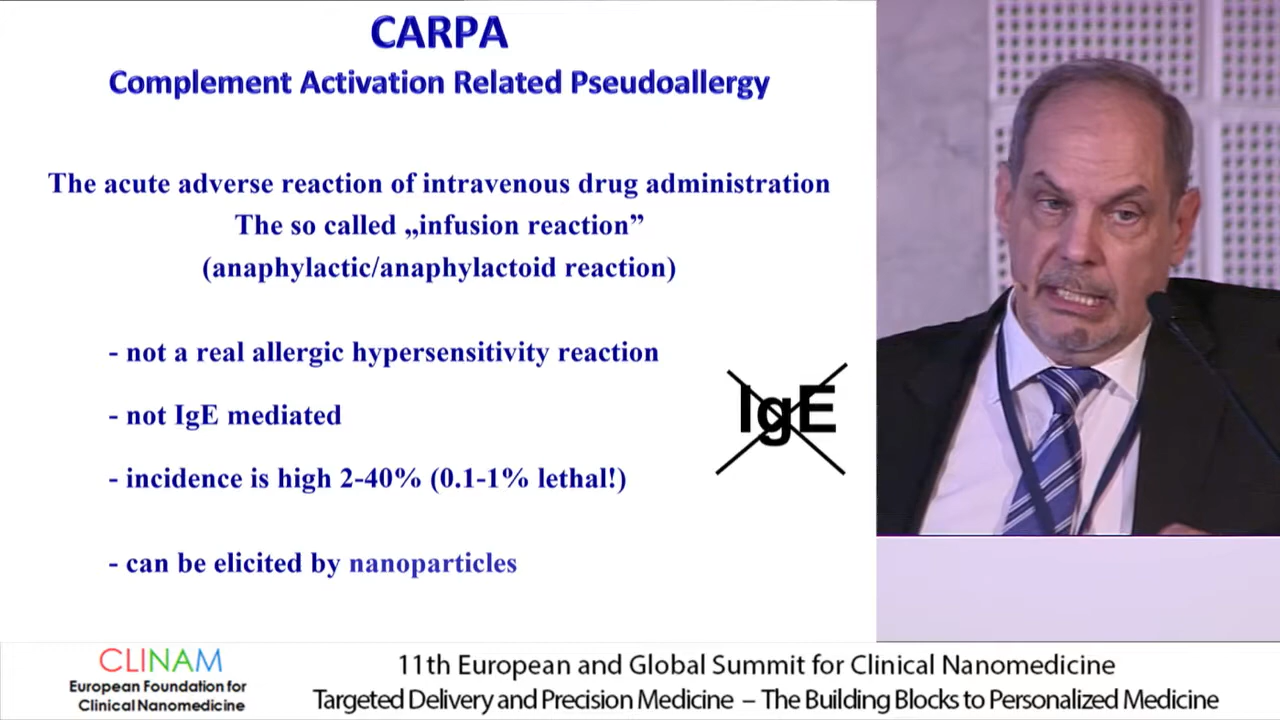 CARPA
Complement Activation Related Pseudoallergy
The acute adverse reaction of intravenous drug administration
The so called „infusion reaction”
(anaphylactic/anaphylactoid reaction)
- not a real allergic hypersensitivity reaction
- not IgE mediated
IgE
- incidence is high 2-40% (0.1-1% lethal!)
- can be elicited by nanoparticles
CLINAM
European Foundation for
Clinical Nanomedicine
11th European and Global Summit for Clinical Nanomedicine
Targeted Delivery and Precision Medicine – The Building Blocks to Personalized Medicine